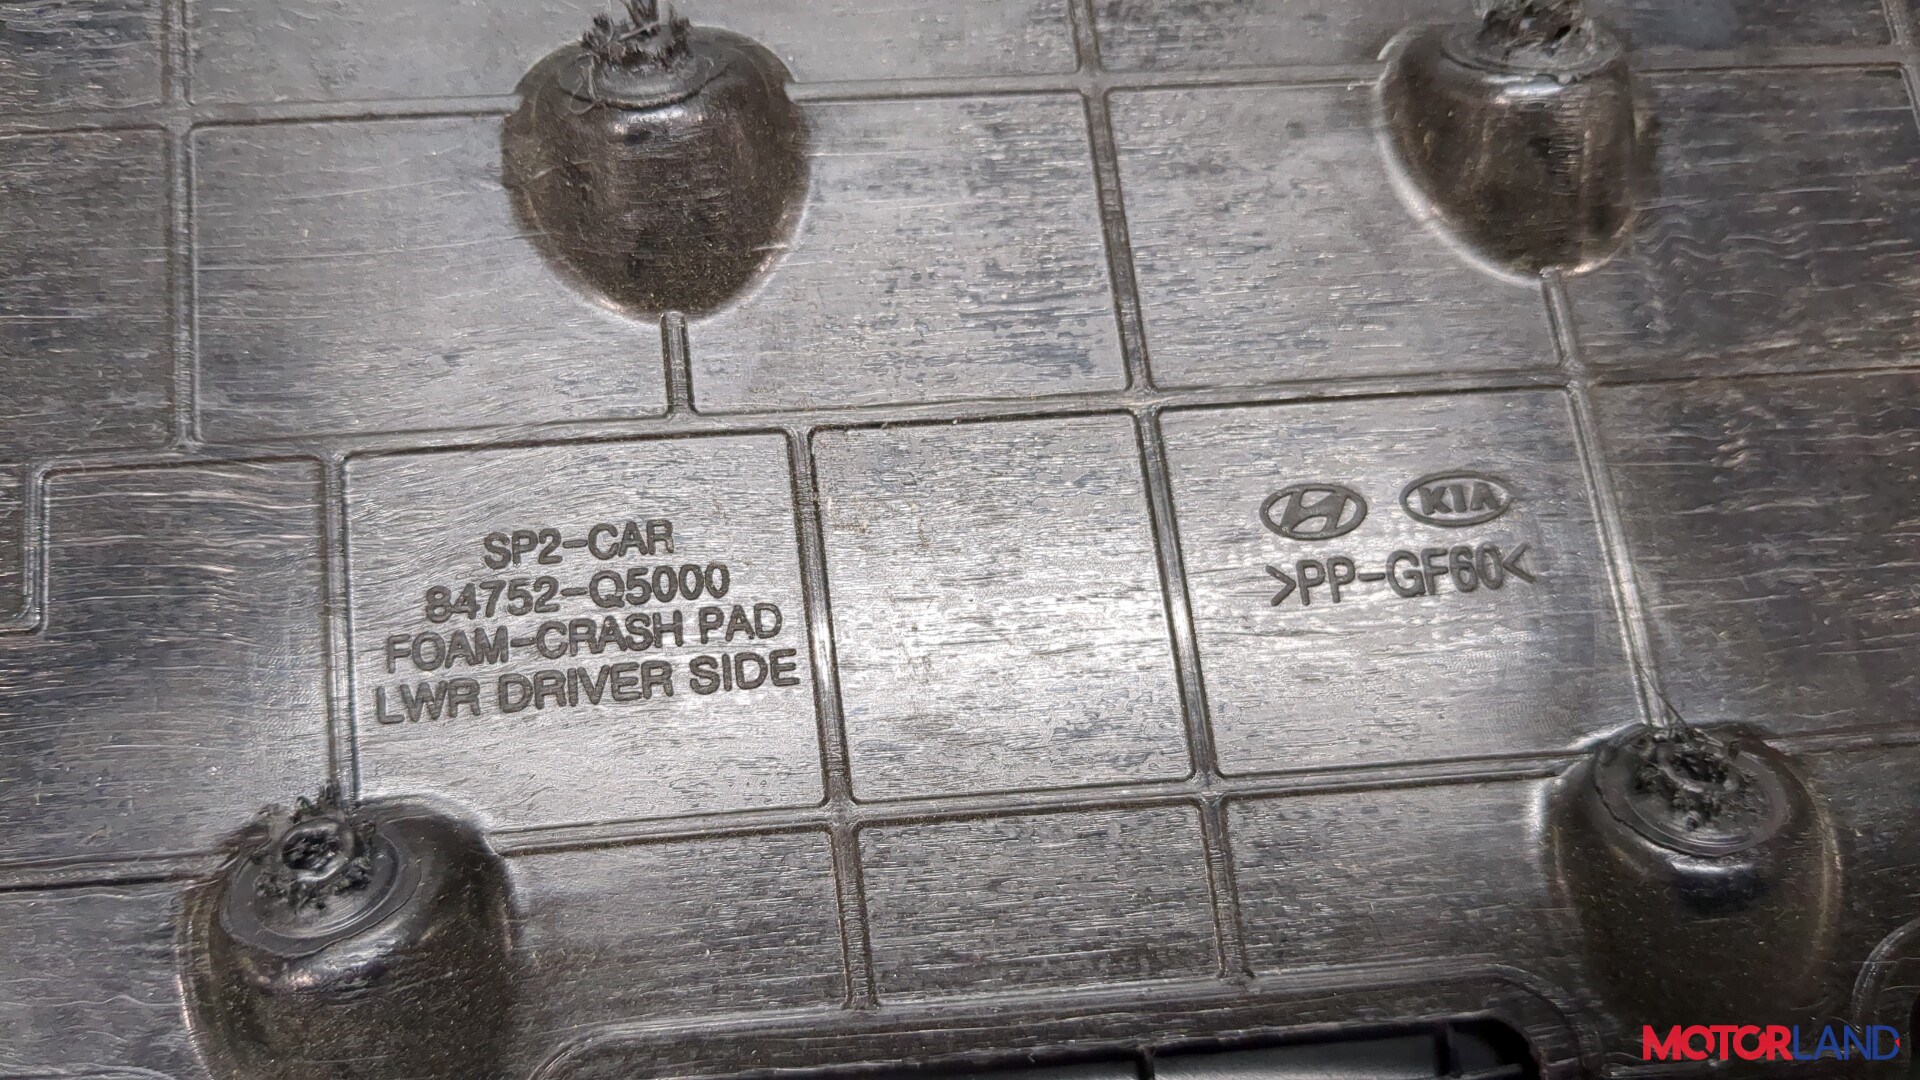 SP2-CAR
84752-Q5000
FOAM-CRASH PAD
LWR DRIVER SIDE
KIA
>PP-GF60<
MOTORLAND